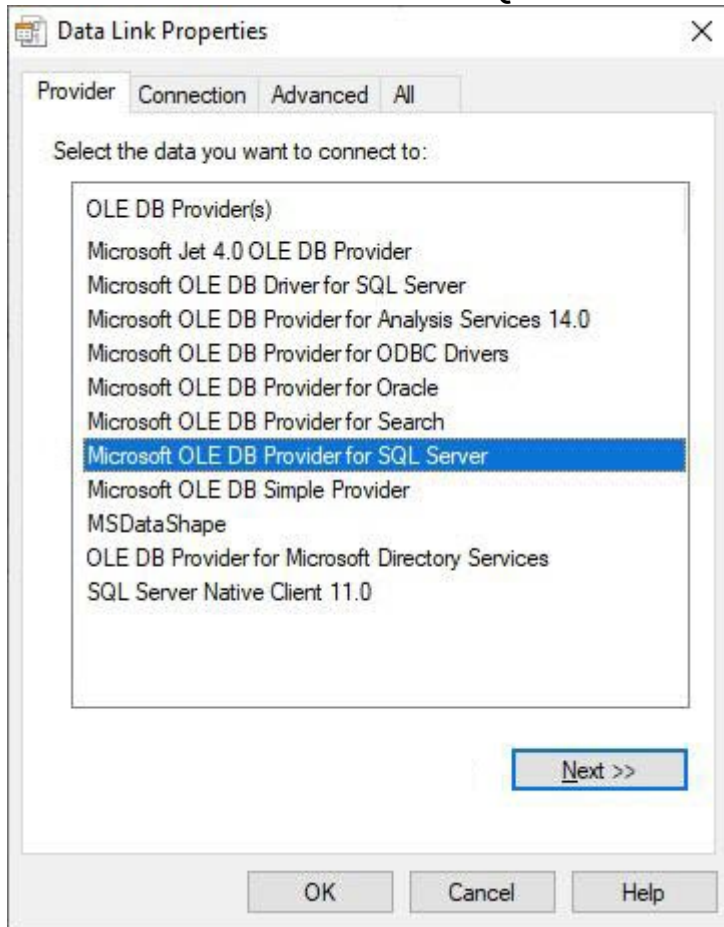 Data Link Properties
Provider Connection Advanced All
Select the data you want to connect to:
OLE DB Provider(s)
Microsoft Jet 4.0 OLE DB Provider
Microsoft OLE DB Driver for SQL Server
Microsoft OLE DB Provider for Analysis Services 14.0
Microsoft OLE DB Provider for ODBC Drivers
Microsoft OLE DB Provider for Oracle
Microsoft OLE DB Provider for Search
Microsoft OLE DB Provider for SQL Server
Microsoft OLE DB Simple Provider
MSDataShape
OLE DB Provider for Microsoft Directory Services
SQL Server Native Client 11.0
Next >>
OK Cancel Help